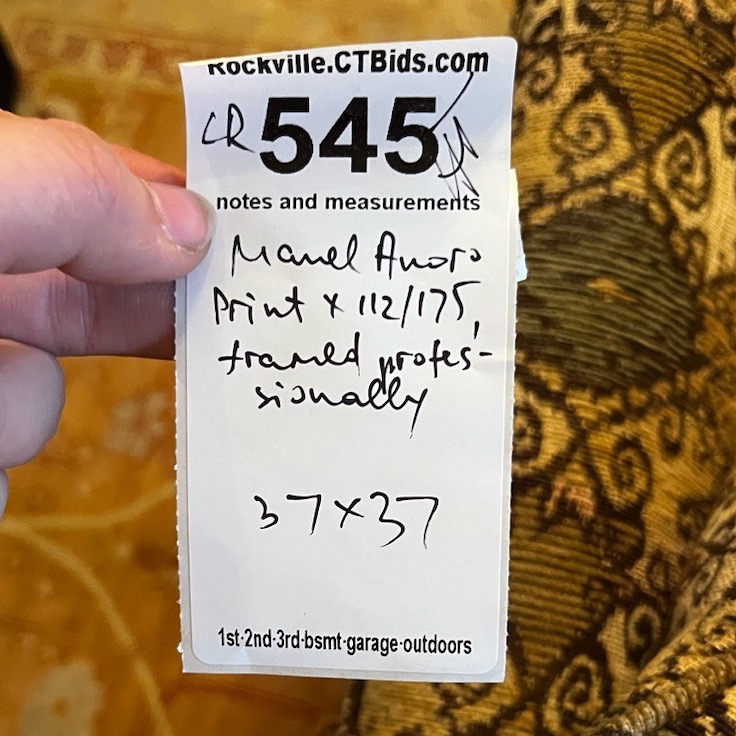 Rockville.CTBids.com
CR 545
notes and measurements
Manel Anoro
Print x 112/175,
framed profes-
sionally
37x37
1st·2nd·3rd·bsmt·garage·outdoors